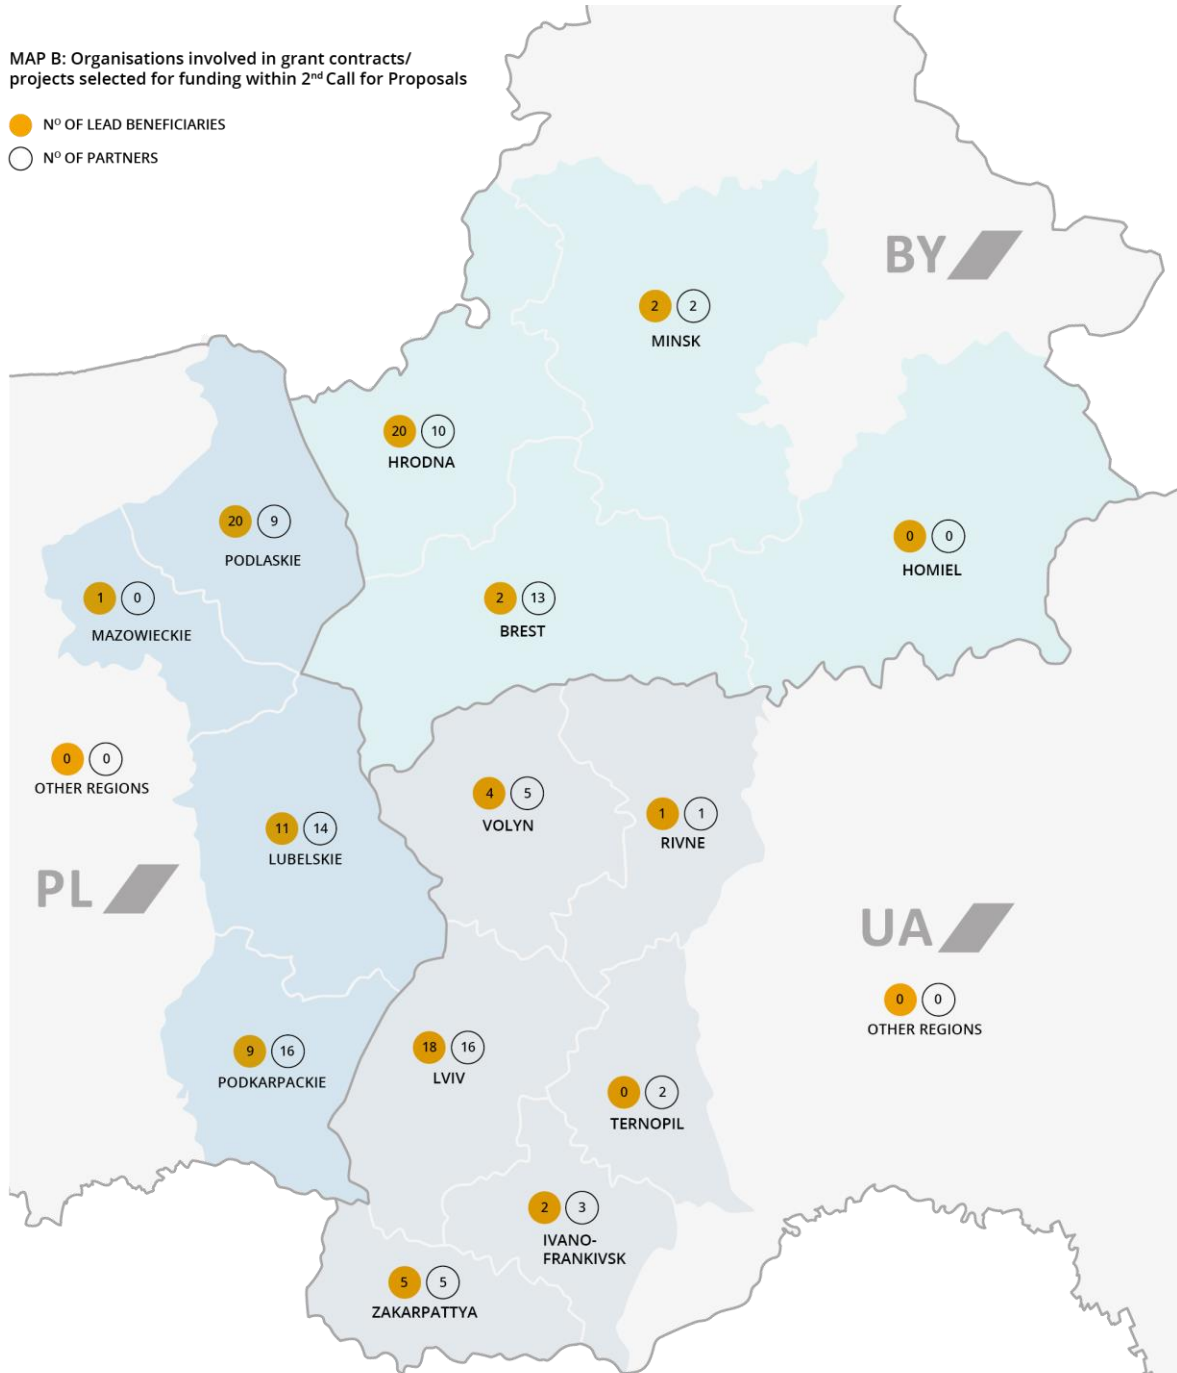 MAP B: Organisations involved in grant contracts/
projects selected for funding within 2nd Call for Proposals
Nº OF LEAD BENEFICIARIES
Nº OF PARTNERS
BY
2 2
MINSK
20 10
HRODNA
20 9
PODLASKIE
0 0
HOMIEL
1 0
MAZOWIECKIE
2 13
BREST
0 0
OTHER REGIONS
4 5
VOLYN
1 1
RIVNE
11 14
LUBELSKIE
PL
UA
0 0
OTHER REGIONS
9 16
PODKARPACKIE
18 16
LVIV
0 2
TERNOPIL
2 3
IVANO-
FRANKIVSK
5 5
ZAKARPATTYA